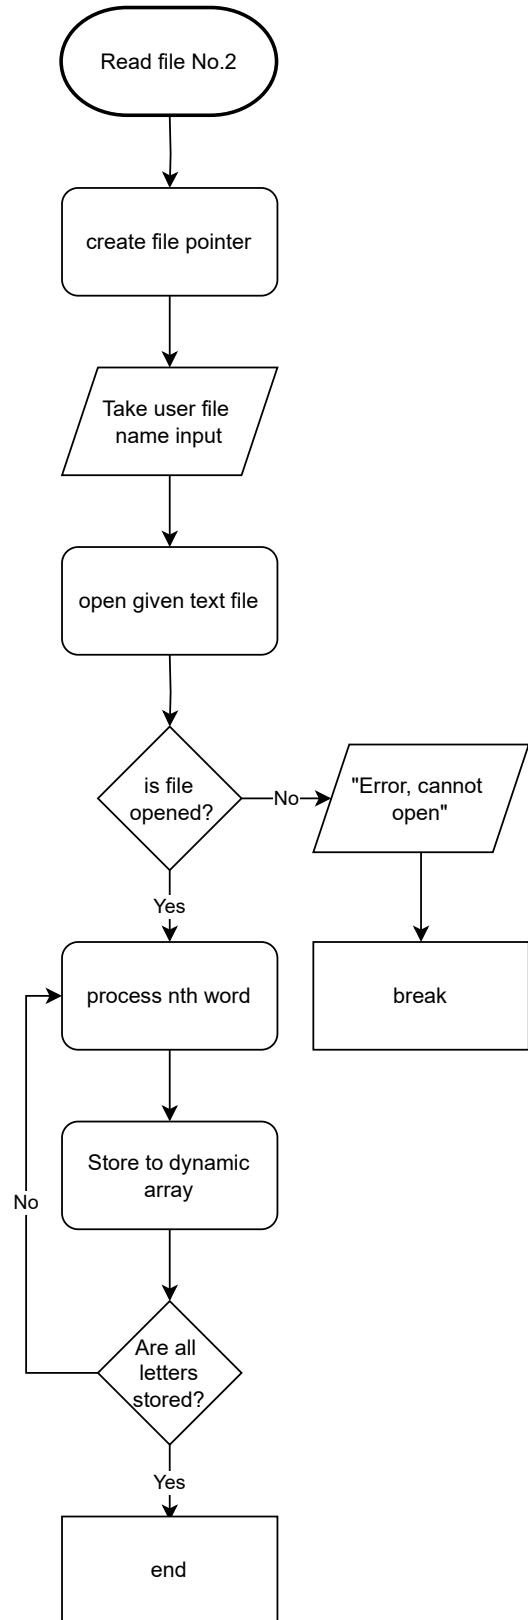 Read file No.2
create file pointer
Take user file
name input
open given text file
is file
opened?
No
"Error, cannot
open"
Yes
process nth word
break
Store to dynamic
array
No
Are all
letters
stored?
Yes
end